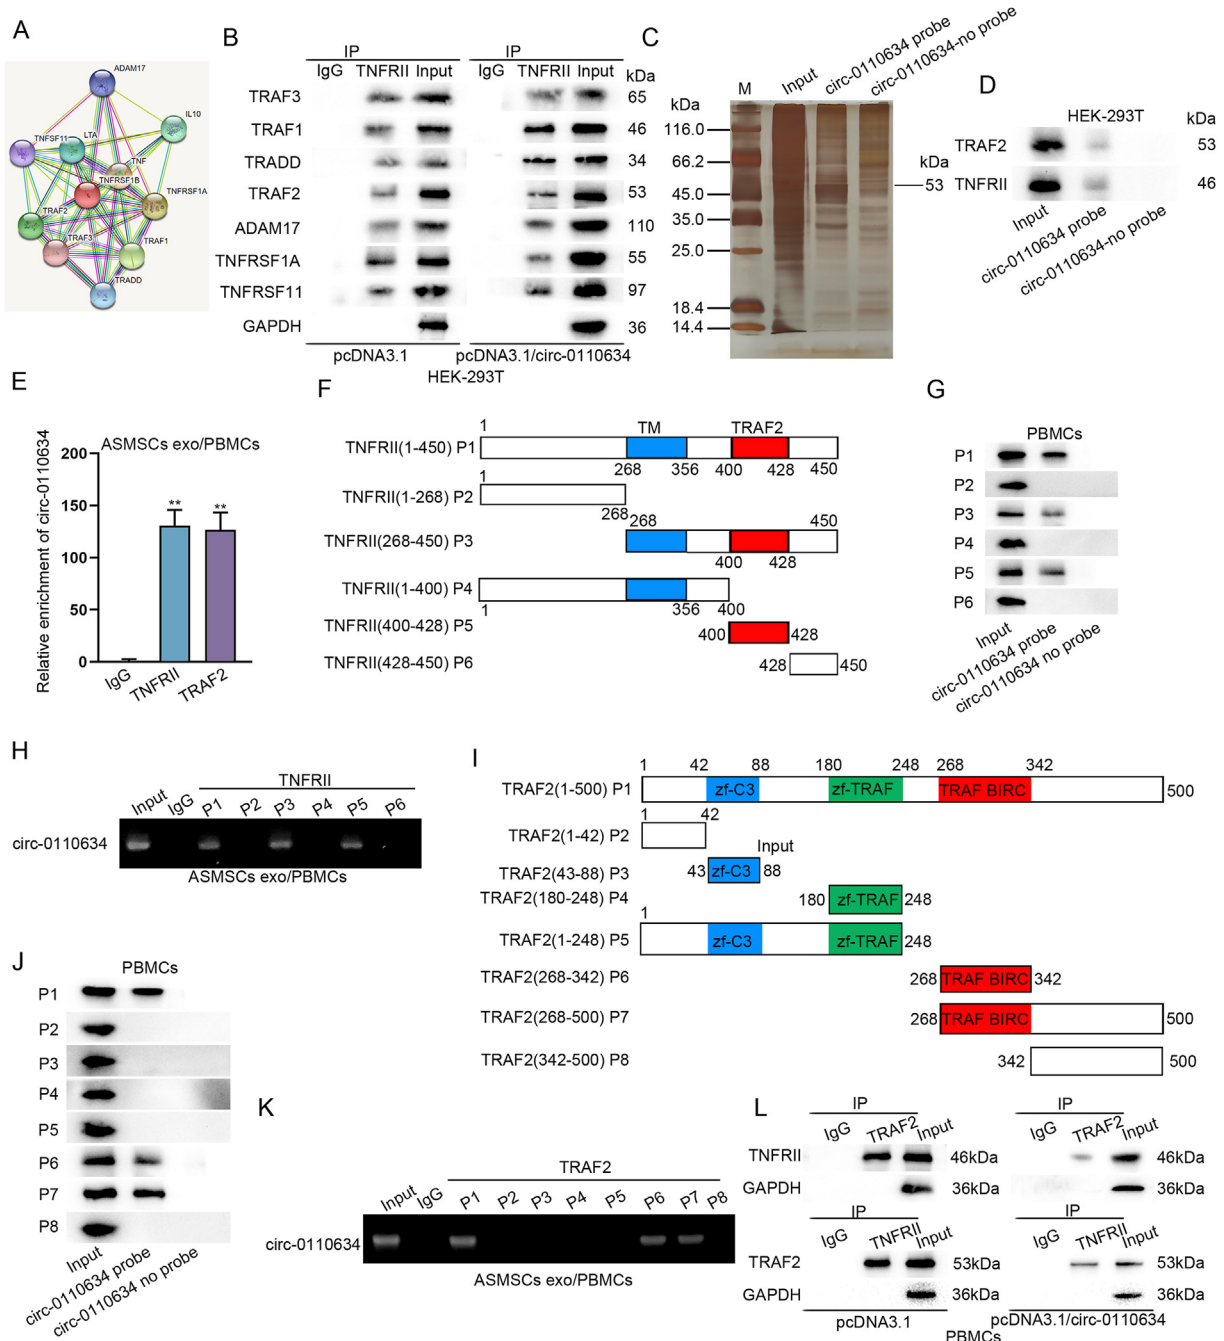 A
ADAM17
IL10
TNFSF11
LTA
TNF
TNFRSF1B
TNFRSF1A
TRAF2
TRAF3
TRAF1
TRADD
B
IP
IP
IgG TNFRII Input
IgG TNFRII Input
kDa
TRAF3 65
TRAF1 46
TRADD 34
TRAF2 53
ADAM17 110
TNFRSF1A 55
TNFRSF11 97
GAPDH 36
pcDNA3.1 pcDNA3.1/circ-0110634
HEK-293T
C
M Input circ-0110634 probe circ-0110634-no probe
kDa
116.0
66.2
45.0
35.0
25.0
18.4
14.4
kDa
53
D
HEK-293T
kDa
TRAF2 53
TNFRII 46
Input circ-0110634 probe circ-0110634-no probe
E
ASMSCs exo/PBMCs
Relative enrichment of circ-0110634
200
150
100
50
0
** **
IgG TNFRII TRAF2
F
1 TM TRAF2
TNFRII(1-450) P1
268 356 400 428 450
1
TNFRII(1-268) P2
268
268 450
TNFRII(268-450) P3
400 428
TNFRII(1-400) P4
1 356 400
TNFRII(400-428) P5
400 428
TNFRII(428-450) P6
428 450
G
PBMCs
P1
P2
P3
P4
P5
P6
Input circ-0110634 probe circ-0110634 no probe
H
TNFRII
Input IgG P1 P2 P3 P4 P5 P6
circ-0110634
ASMSCs exo/PBMCs
I
1 42 88 180 248 268 342
TRAF2(1-500) P1 zf-C3 zf-TRAF TRAF BIRC 500
1 42
TRAF2(1-42) P2
Input
TRAF2(43-88) P3 43 zf-C3 88
TRAF2(180-248) P4 180 zf-TRAF 248
1
TRAF2(1-248) P5 zf-C3 zf-TRAF 248
TRAF2(268-342) P6 268 TRAF BIRC 342
TRAF2(268-500) P7 268 TRAF BIRC 500
TRAF2(342-500) P8 342 500
J
PBMCs
P1
P2
P3
P4
P5
P6
P7
P8
Input circ-0110634 probe circ-0110634 no probe
K
TRAF2
Input IgG P1 P2 P3 P4 P5 P6 P7 P8
circ-0110634
ASMSCs exo/PBMCs
L
IP IP
IgG TRAF2 Input IgG TRAF2 Input
TNFRII 46kDa 46kDa
GAPDH 36kDa 36kDa
IP IP
IgG TNFRII Input IgG TNFRII Input
TRAF2 53kDa 53kDa
GAPDH 36kDa 36kDa
pcDNA3.1 pcDNA3.1/circ-0110634
PBMCs